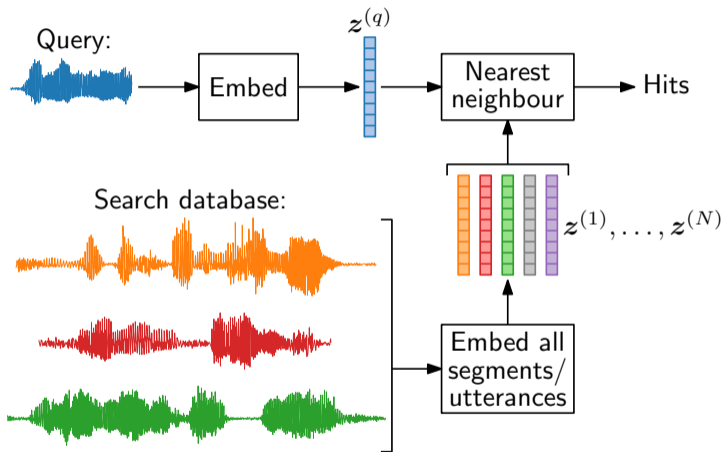 Query:
z^(q)
Embed
Nearest
neighbour
Hits
Search database:
z^(1), . . . , z^(N)
Embed all
segments/
utterances